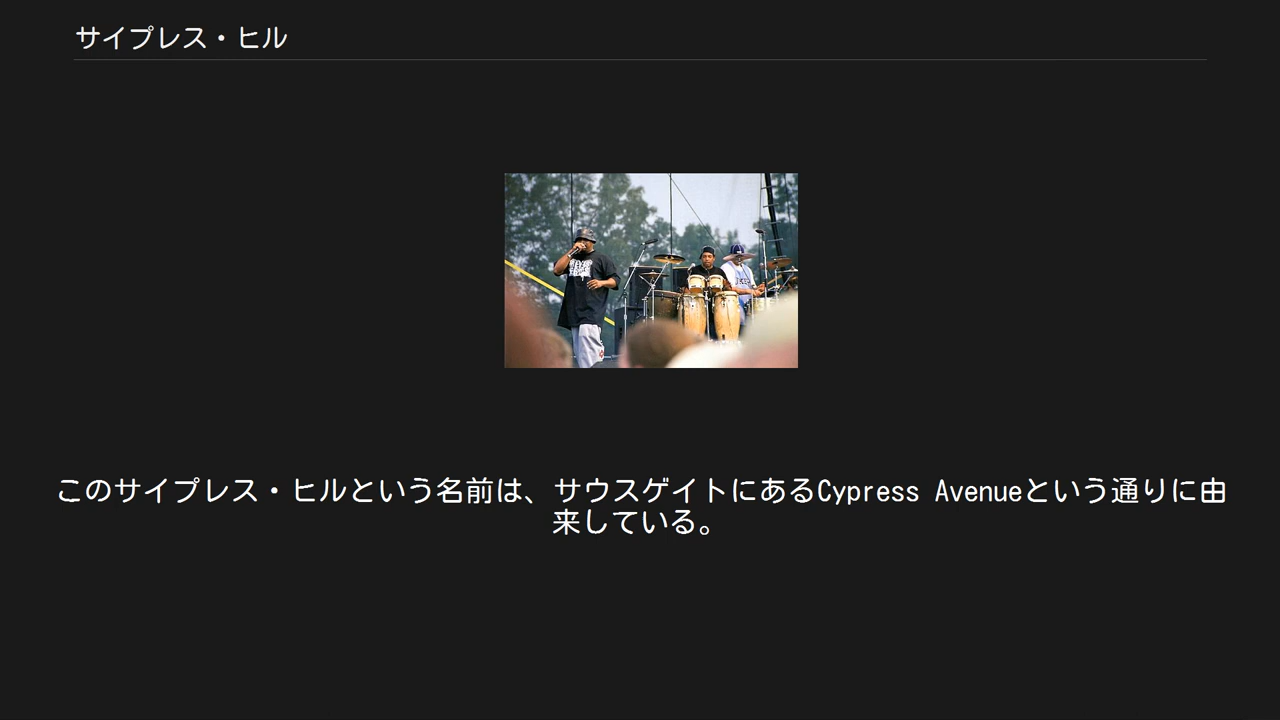 サイプレス・ヒル
このサイプレス・ヒルという名前は、サウスゲイトにあるCypress Avenueという通りに由
来している。